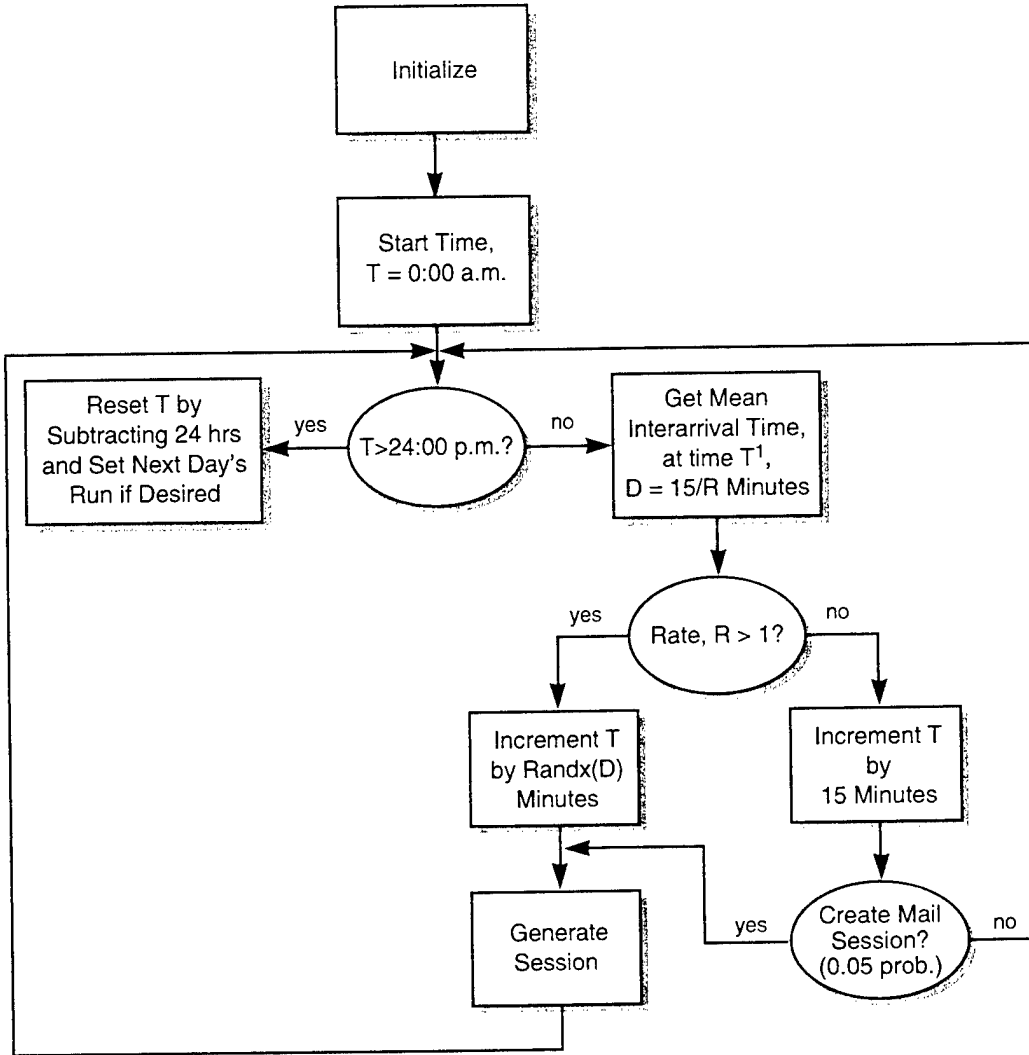 Initialize
Start Time,
T = 0:00 a.m.
Reset T by
Subtracting 24 hrs
and Set Next Day's
Run if Desired
yes
T>24:00 p.m.?
no
Get Mean
Interarrival Time,
at time T¹,
D = 15/R Minutes
yes
Rate, R > 1?
no
Increment T
by Randx(D)
Minutes
Increment T
by
15 Minutes
Generate
Session
yes
Create Mail
Session?
(0.05 prob.)
no